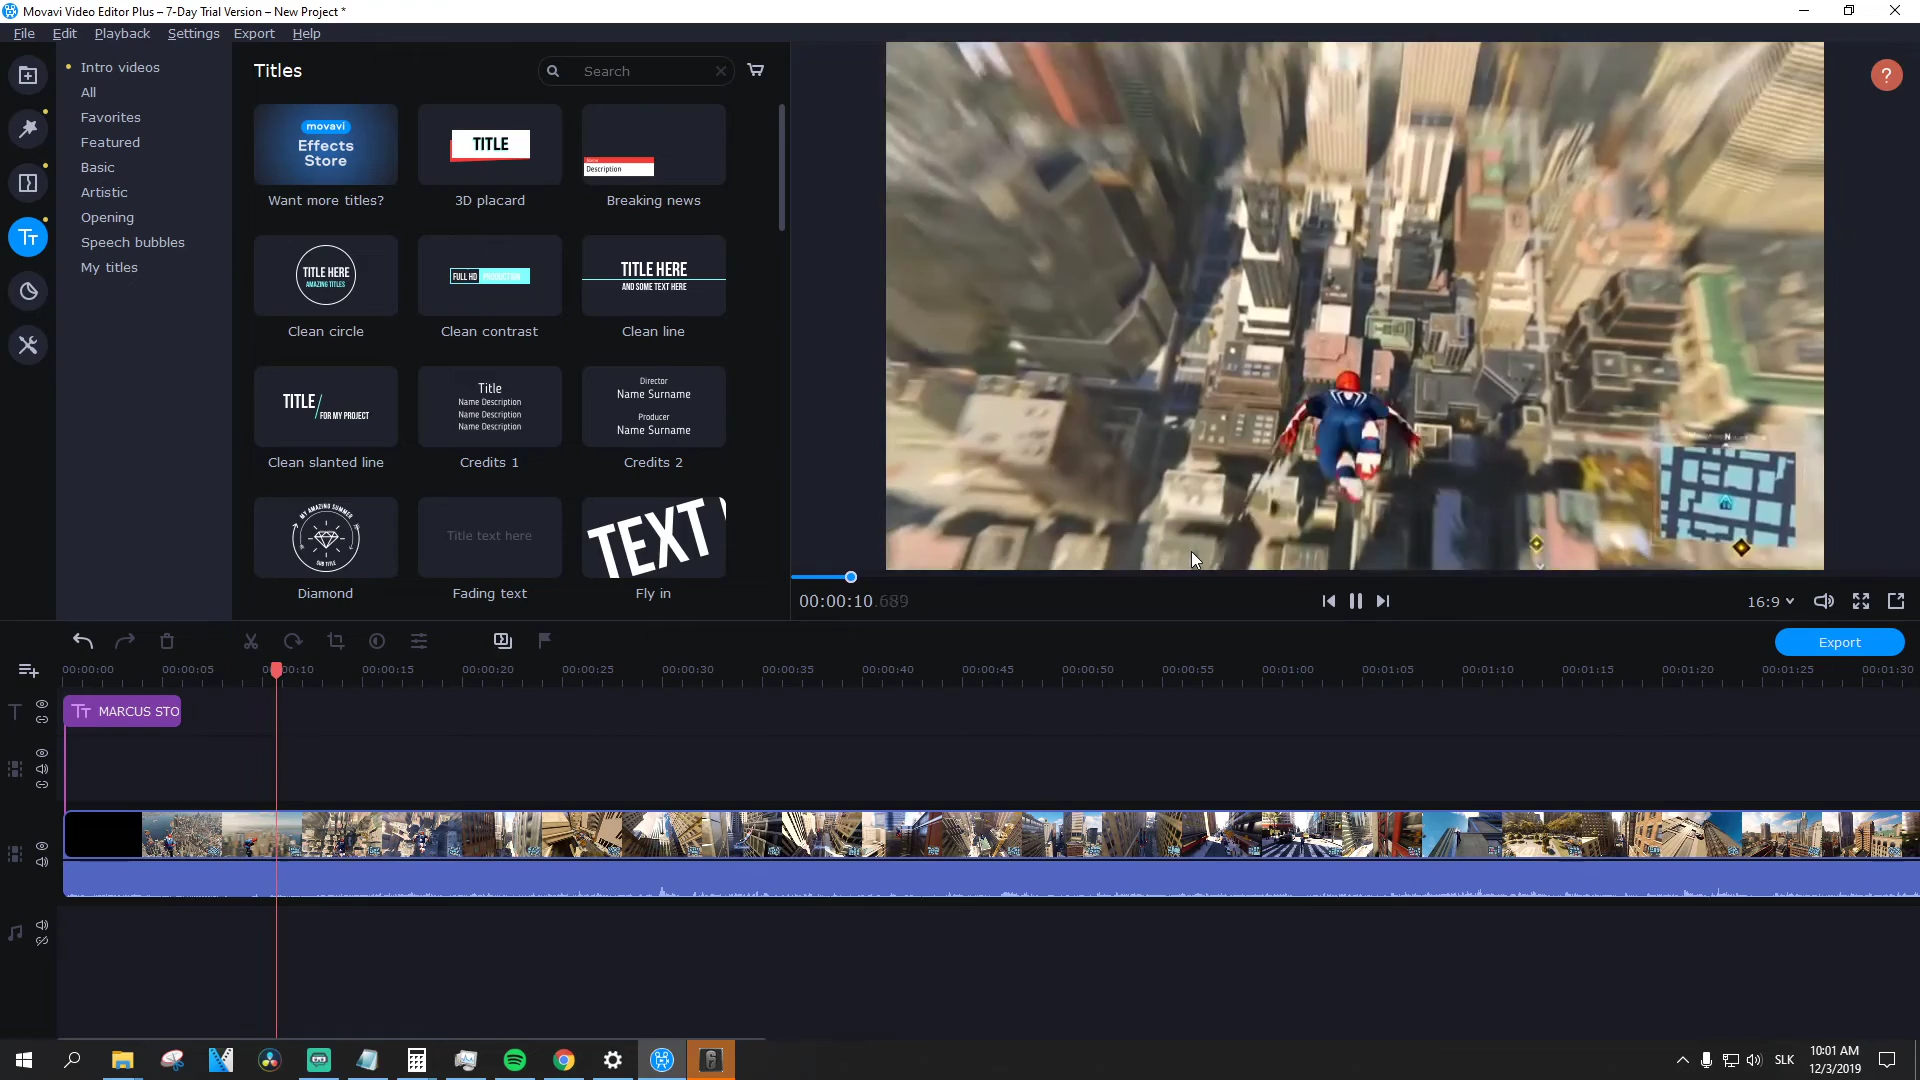 Movavi Video Editor Plus – 7-Day Trial Version – New Project *
File Edit Playback Settings Export Help
Intro videos
All
Favorites
Featured
Basic
Artistic
Opening
Speech bubbles
My titles
Titles
Search
movavi
Effects
Store
Want more titles?
TITLE
3D placard
Name
Description
Breaking news
TITLE HERE
AMAZING TITLES
Clean circle
FULL HD PRODUCTION
Clean contrast
TITLE HERE
AND SOME TEXT HERE
Clean line
TITLE
FOR MY PROJECT
Clean slanted line
Title
Name Description
Name Description
Name Description
Credits 1
Director
Name Surname
Producer
Name Surname
Credits 2
MY AMAZING SUMMER
SUB TITLE
Diamond
Title text here
Fading text
TEXT
Fly in
N
?
00:00:10.689
16:9
Export
00:00:00 00:00:05 00:00:10 00:00:15 00:00:20 00:00:25 00:00:30 00:00:35 00:00:40 00:00:45 00:00:50 00:00:55 00:01:00 00:01:05 00:01:10 00:01:15 00:01:20 00:01:25 00:01:30
Tт MARCUS STO
SLK
10:01 AM
12/3/2019